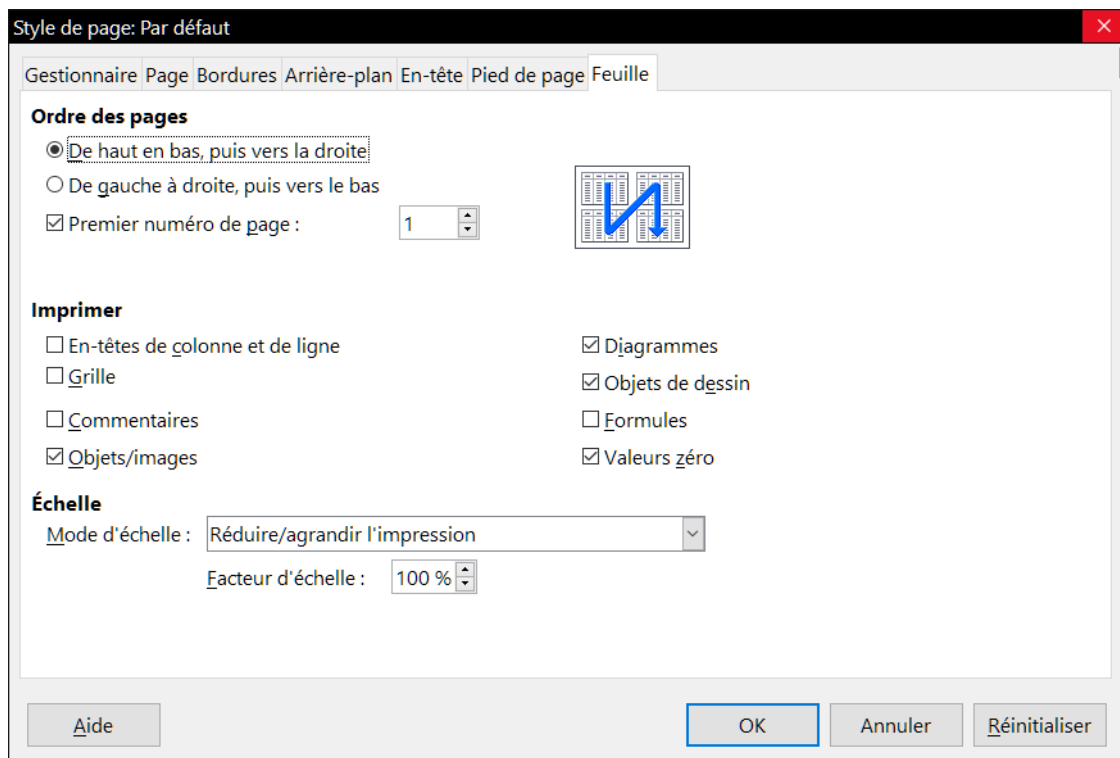 Style de page: Par défaut
Gestionnaire Page Bordures Arrière-plan En-tête Pied de page Feuille
Ordre des pages
De haut en bas, puis vers la droite
De gauche à droite, puis vers le bas
Premier numéro de page : 1
Imprimer
En-têtes de colonne et de ligne
Grille
Commentaires
Objets/images
Diagrammes
Objets de dessin
Formules
Valeurs zéro
Échelle
Mode d'échelle : Réduire/agrandir l'impression
Facteur d'échelle : 100 %
Aide OK Annuler Réinitialiser